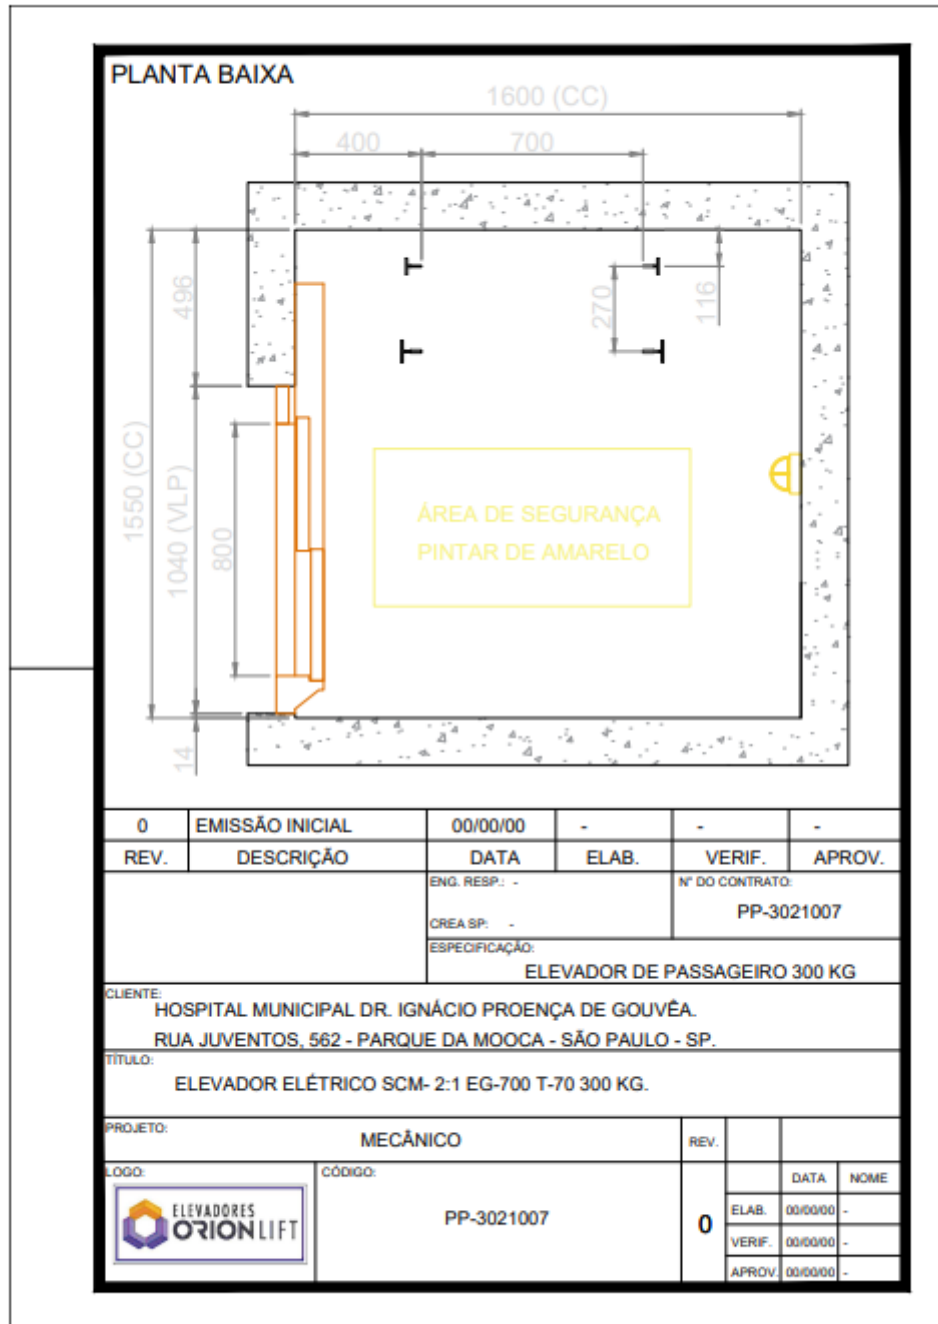 PLANTA BAIXA
1600 (CC)
400
700
496
270
116
1550 (CC)
1040 (VLP)
800
14
ÁREA DE SEGURANÇA
PINTAR DE AMARELO
0 EMISSÃO INICIAL 00/00/00 - - -
REV. DESCRIÇÃO DATA ELAB. VERIF. APROV.
ENG. RESP.: -
CREA SP: -
N° DO CONTRATO:
PP-3021007
ESPECIFICAÇÃO:
ELEVADOR DE PASSAGEIRO 300 KG
CLIENTE:
HOSPITAL MUNICIPAL DR. IGNÁCIO PROENÇA DE GOUVÊA.
RUA JUVENTOS, 562 - PARQUE DA MOOCA - SÃO PAULO - SP.
TÍTULO:
ELEVADOR ELÉTRICO SCM- 2:1 EG-700 T-70 300 KG.
PROJETO:
MECÂNICO
REV.
0
LOGO:
ELEVADORES
ORIONLIFT
CÓDIGO:
PP-3021007
DATA NOME
ELAB. 00/00/00 -
VERIF. 00/00/00 -
APROV. 00/00/00 -